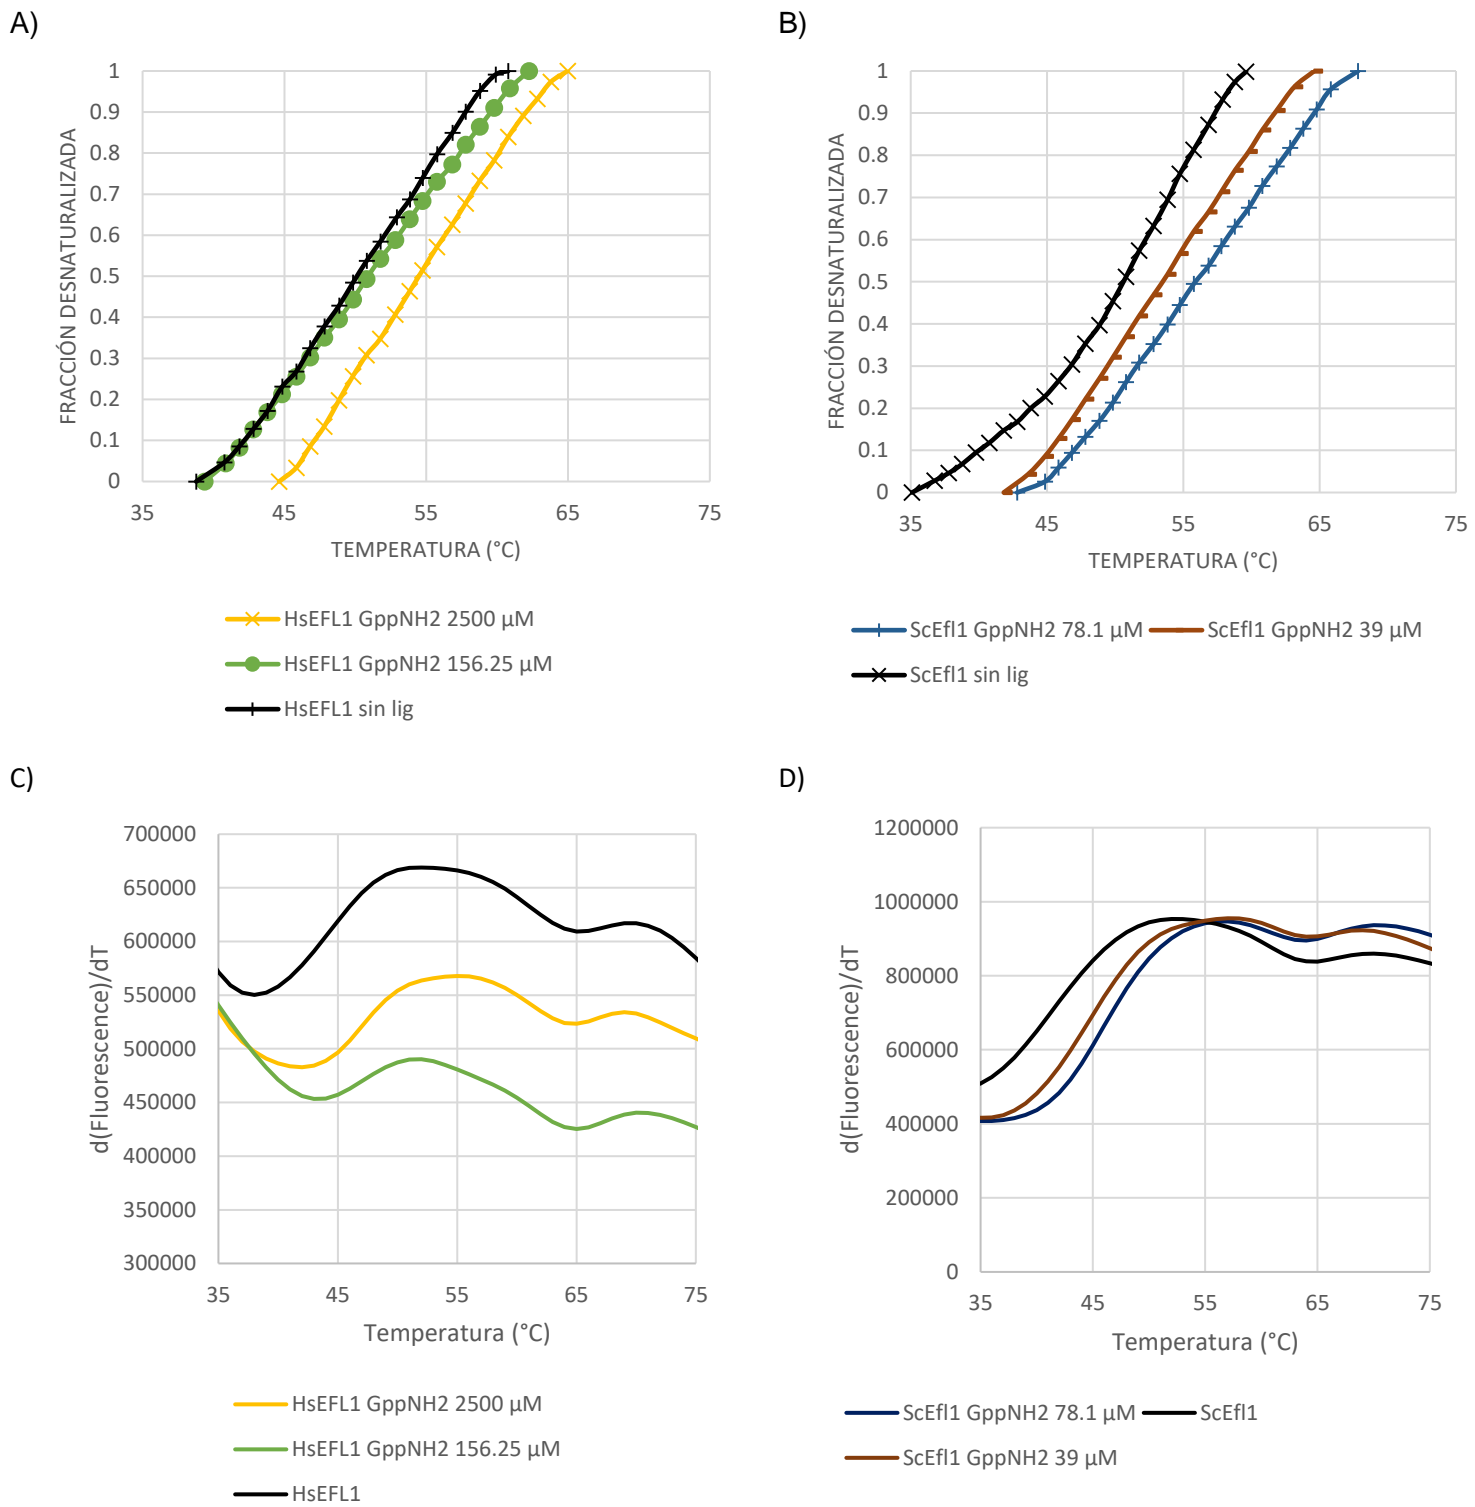 A)
1
0.9
0.8
0.7
0.6
0.5
0.4
0.3
0.2
0.1
0
FRACCIÓN DESNATURALIZADA
35 45 55 65 75
TEMPERATURA (°C)
HsEFL1 GppNH2 2500 µM
HsEFL1 GppNH2 156.25 µM
HsEFL1 sin lig
B)
1
0.9
0.8
0.7
0.6
0.5
0.4
0.3
0.2
0.1
0
FRACCIÓN DESNATURALIZADA
35 45 55 65 75
TEMPERATURA (°C)
ScEfl1 GppNH2 78.1 µM ScEfl1 GppNH2 39 µM
ScEfl1 sin lig
C)
700000
650000
600000
550000
500000
450000
400000
350000
300000
d(Fluorescence)/dT
35 45 55 65 75
Temperatura (°C)
HsEFL1 GppNH2 2500 µM
HsEFL1 GppNH2 156.25 µM
HsEFL1
D)
1200000
1000000
800000
600000
400000
200000
0
d(Fluorescence)/dT
35 45 55 65 75
Temperatura (°C)
ScEfl1 GppNH2 78.1 µM ScEfl1
ScEfl1 GppNH2 39 µM